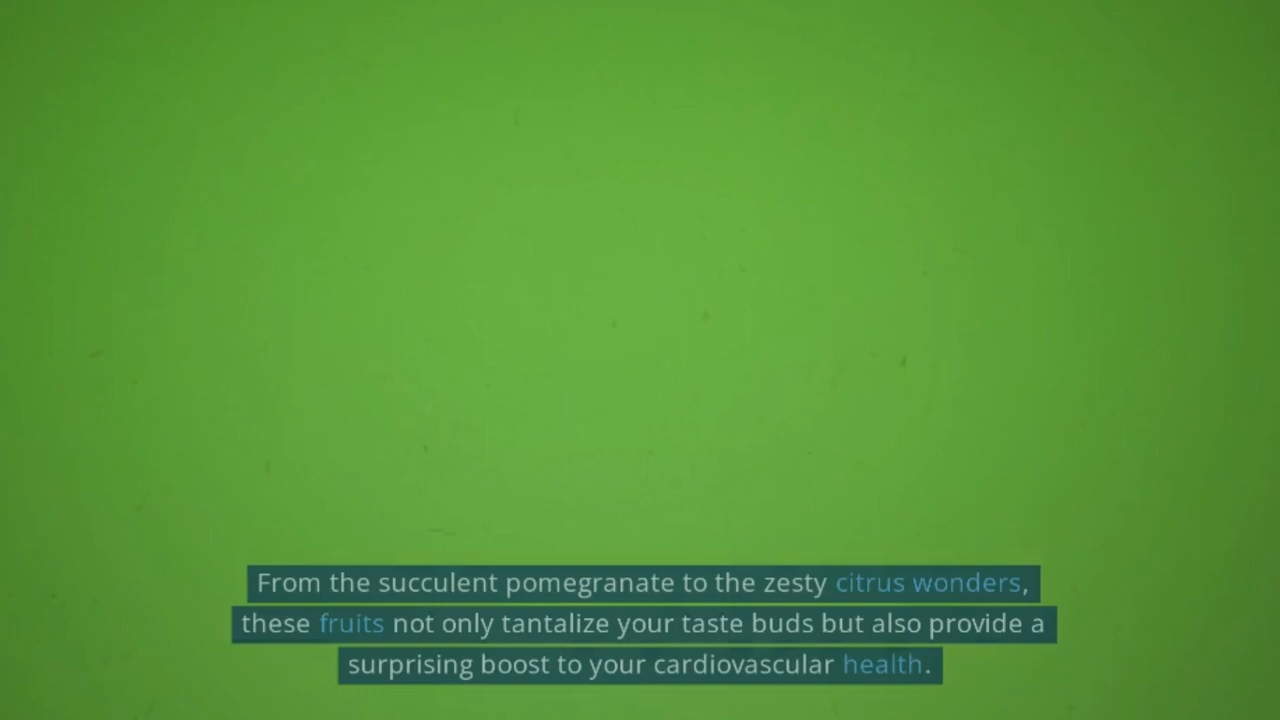 From the succulent pomegranate to the zesty citrus wonders,
these fruits not only tantalize your taste buds but also provide a
surprising boost to your cardiovascular health.